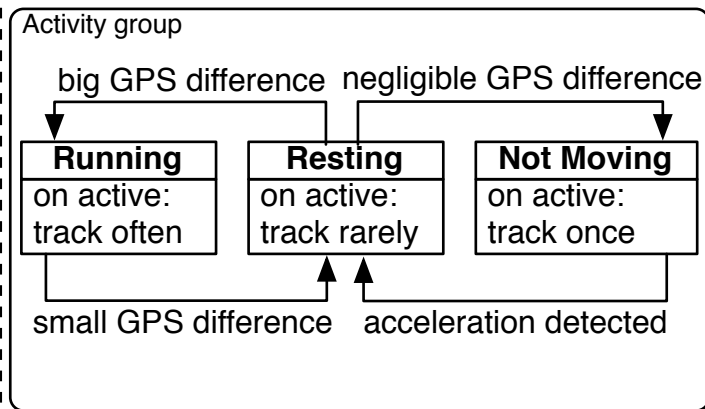 Activity group
big GPS difference
negligible GPS difference
Running
on active:
track often
Resting
on active:
track rarely
Not Moving
on active:
track once
small GPS difference
acceleration detected